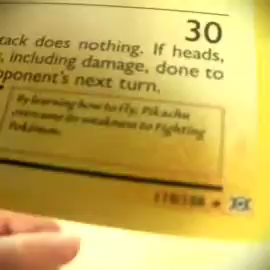 30
tack does nothing. If heads,
, including damage, done to
pponent's next turn.
By learning how to fly, Pikachu
overcame its weakness to Fighting
Pokémon.